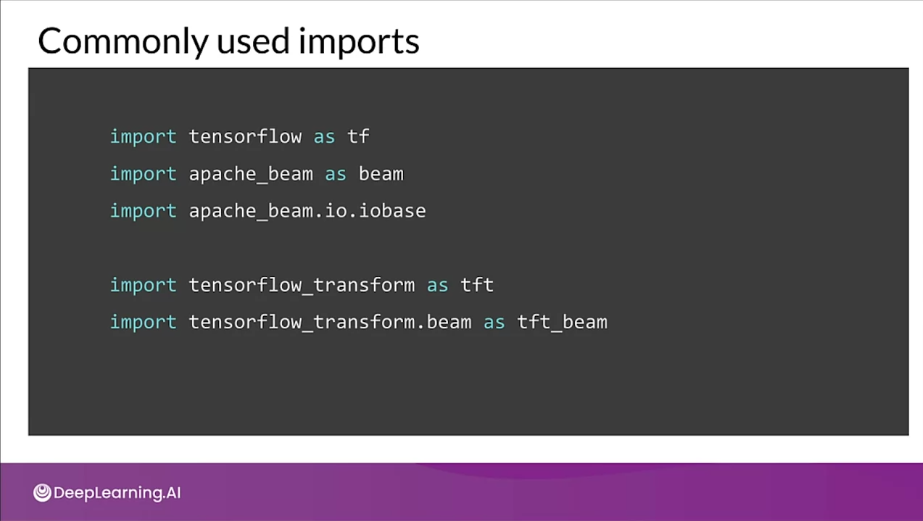 Commonly used imports
import tensorflow as tf
import apache_beam as beam
import apache_beam.io.iobase
import tensorflow_transform as tft
import tensorflow_transform.beam as tft_beam
DeepLearning.AI